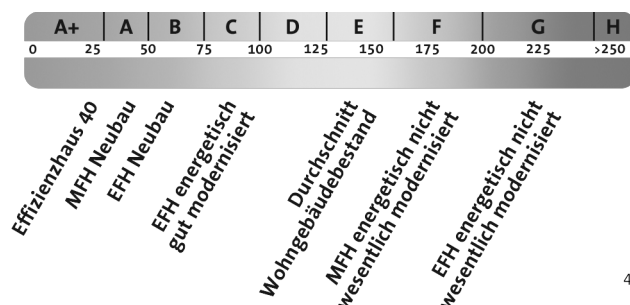 A+ A B C D E F G H
0 25 50 75 100 125 150 175 200 225 >250
Effizienzhaus 40
MFH Neubau
EFH Neubau
EFH energetisch
gut modernisiert
Durchschnitt
Wohngebäudebestand
MFH energetisch nicht
wesentlich modernisiert
EFH energetisch nicht
wesentlich modernisiert
4